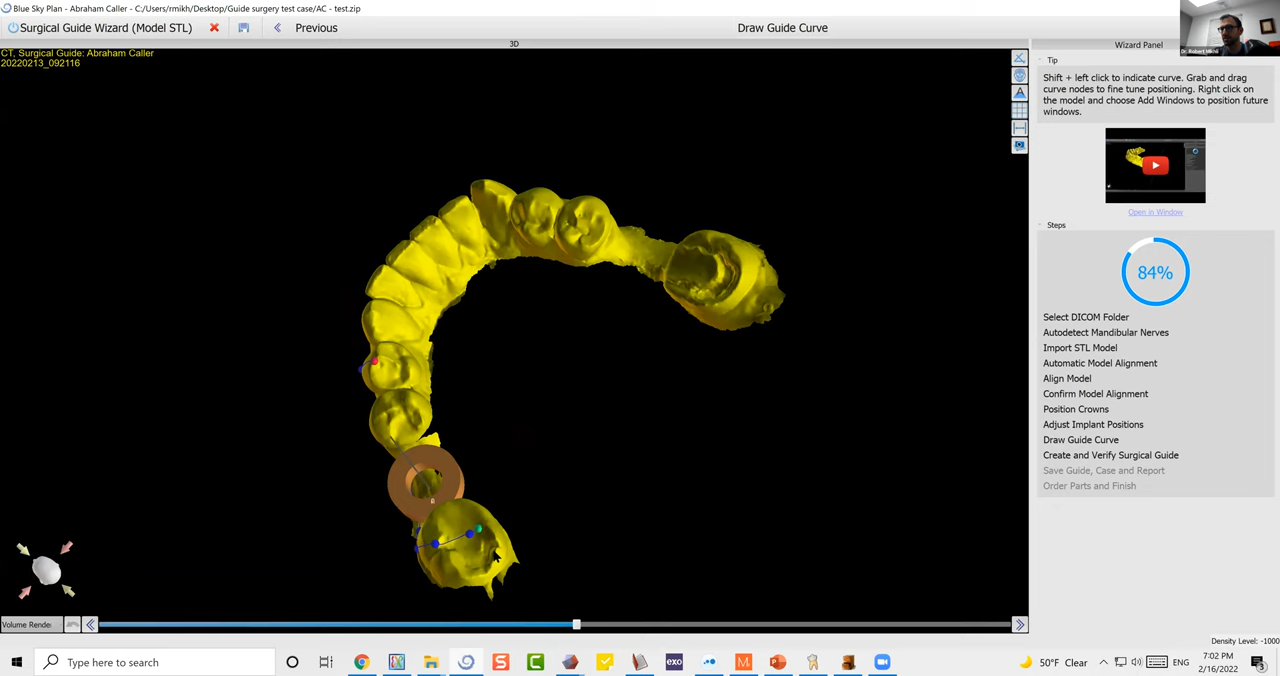 Blue Sky Plan - Abraham Caller - C:/Users/rmikh/Desktop/Guide surgery test case/AC - test.zip
Surgical Guide Wizard (Model STL)
Previous
Draw Guide Curve
Dr. Robert Mikhli
3D
Wizard Panel
CT, Surgical Guide: Abraham Caller
20220213_092116
Tip
Shift + left click to indicate curve. Grab and drag
curve nodes to fine tune positioning. Right click on
the model and choose Add Windows to position future
windows.
Open in Window
Steps
84%
Select DICOM Folder
Autodetect Mandibular Nerves
Import STL Model
Automatic Model Alignment
Align Model
Confirm Model Alignment
Position Crowns
Adjust Implant Positions
Draw Guide Curve
Create and Verify Surgical Guide
Save Guide, Case and Report
Order Parts and Finish
Volume Rende
Density Level: -1000
Type here to search
exo
50°F Clear
ENG
7:02 PM
2/16/2022